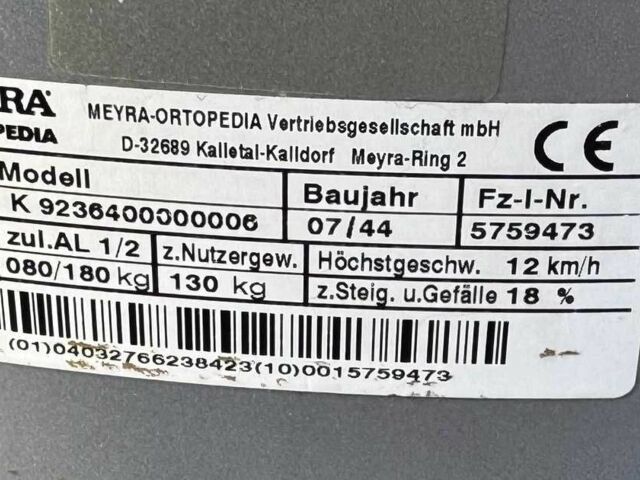 RA MEYRA-ORTOPEDIA Vertriebsgesellschaft mbH
PEDIA D-32689 Kalletal-Kalldorf Meyra-Ring 2
CE
Modell Baujahr Fz-I-Nr.
K 9236400000006 07/44 5759473
zul.AL 1/2 z.Nutzergew. Höchstgeschw. 12 km/h
080/180 kg 130 kg z.Steig. u.Gefälle 18 %
(01)04032766238423(10)0015759473